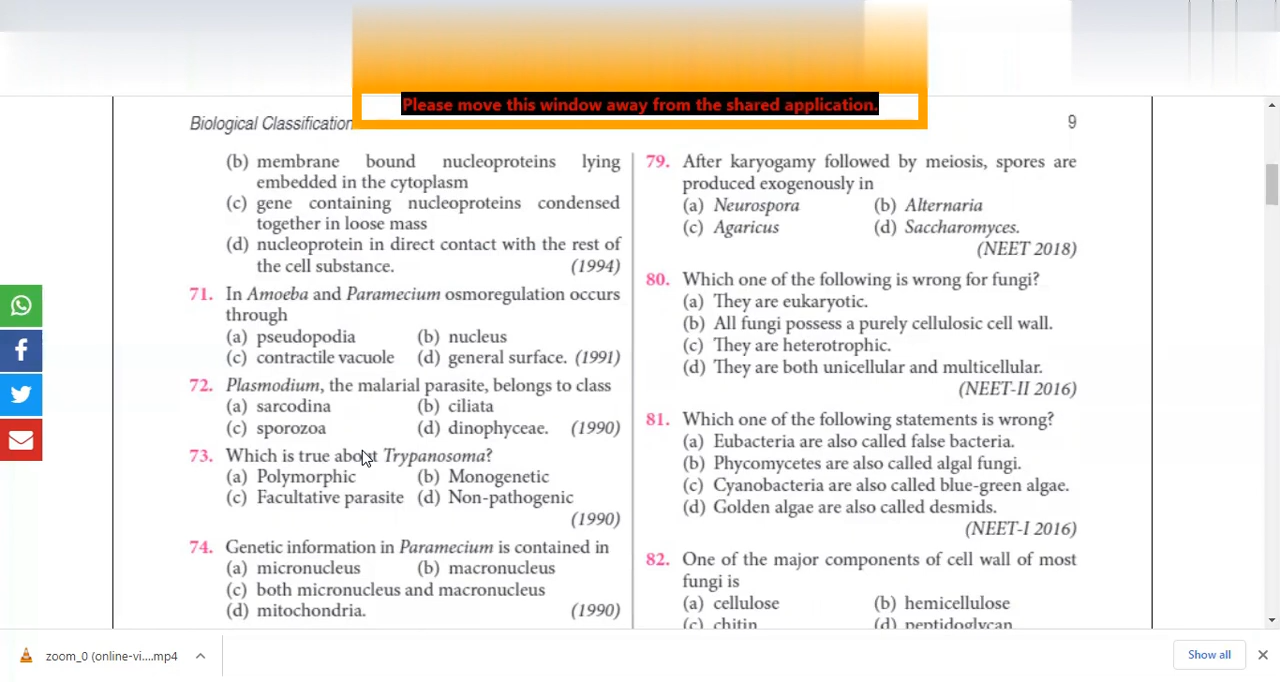 Please move this window away from the shared application.
Biological Classification
9
(b) membrane bound nucleoproteins lying
embedded in the cytoplasm
(c) gene containing nucleoproteins condensed
together in loose mass
(d) nucleoprotein in direct contact with the rest of
the cell substance. (1994)
71. In Amoeba and Paramecium osmoregulation occurs
through
(a) pseudopodia (b) nucleus
(c) contractile vacuole (d) general surface. (1991)
72. Plasmodium, the malarial parasite, belongs to class
(a) sarcodina (b) ciliata
(c) sporozoa (d) dinophyceae. (1990)
73. Which is true about Trypanosoma?
(a) Polymorphic (b) Monogenetic
(c) Facultative parasite (d) Non-pathogenic
(1990)
74. Genetic information in Paramecium is contained in
(a) micronucleus (b) macronucleus
(c) both micronucleus and macronucleus
(d) mitochondria. (1990)
79. After karyogamy followed by meiosis, spores are
produced exogenously in
(a) Neurospora (b) Alternaria
(c) Agaricus (d) Saccharomyces.
(NEET 2018)
80. Which one of the following is wrong for fungi?
(a) They are eukaryotic.
(b) All fungi possess a purely cellulosic cell wall.
(c) They are heterotrophic.
(d) They are both unicellular and multicellular.
(NEET-II 2016)
81. Which one of the following statements is wrong?
(a) Eubacteria are also called false bacteria.
(b) Phycomycetes are also called algal fungi.
(c) Cyanobacteria are also called blue-green algae.
(d) Golden algae are also called desmids.
(NEET-I 2016)
82. One of the major components of cell wall of most
fungi is
(a) cellulose (b) hemicellulose
(c) chitin (d) peptidoglycan
zoom_0 (online-vi....mp4
Show all